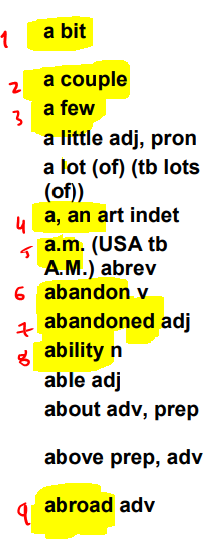 1 a bit
2 a couple
3 a few
a little adj, pron
a lot (of) (tb lots
(of))
4 a, an art indet
5 a.m. (USA tb
A.M.) abrev
6 abandon v
7 abandoned adj
8 ability n
able adj
about adv, prep
above prep, adv
9 abroad adv